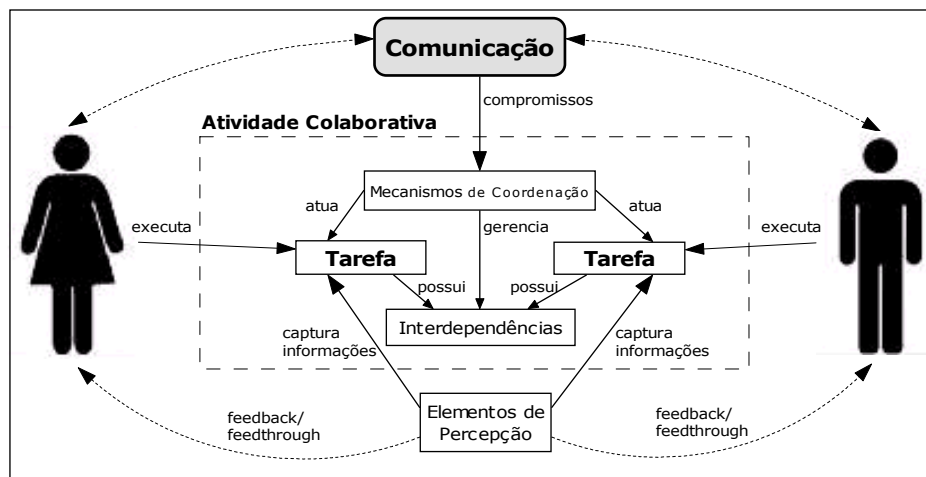 Comunicação
compromissos
Atividade Colaborativa
Mecanismos de Coordenação
atua
gerencia
atua
executa
executa
Tarefa
Tarefa
possui
possui
Interdependências
captura
informações
captura
informações
Elementos de
Percepção
feedback/
feedthrough
feedback/
feedthrough